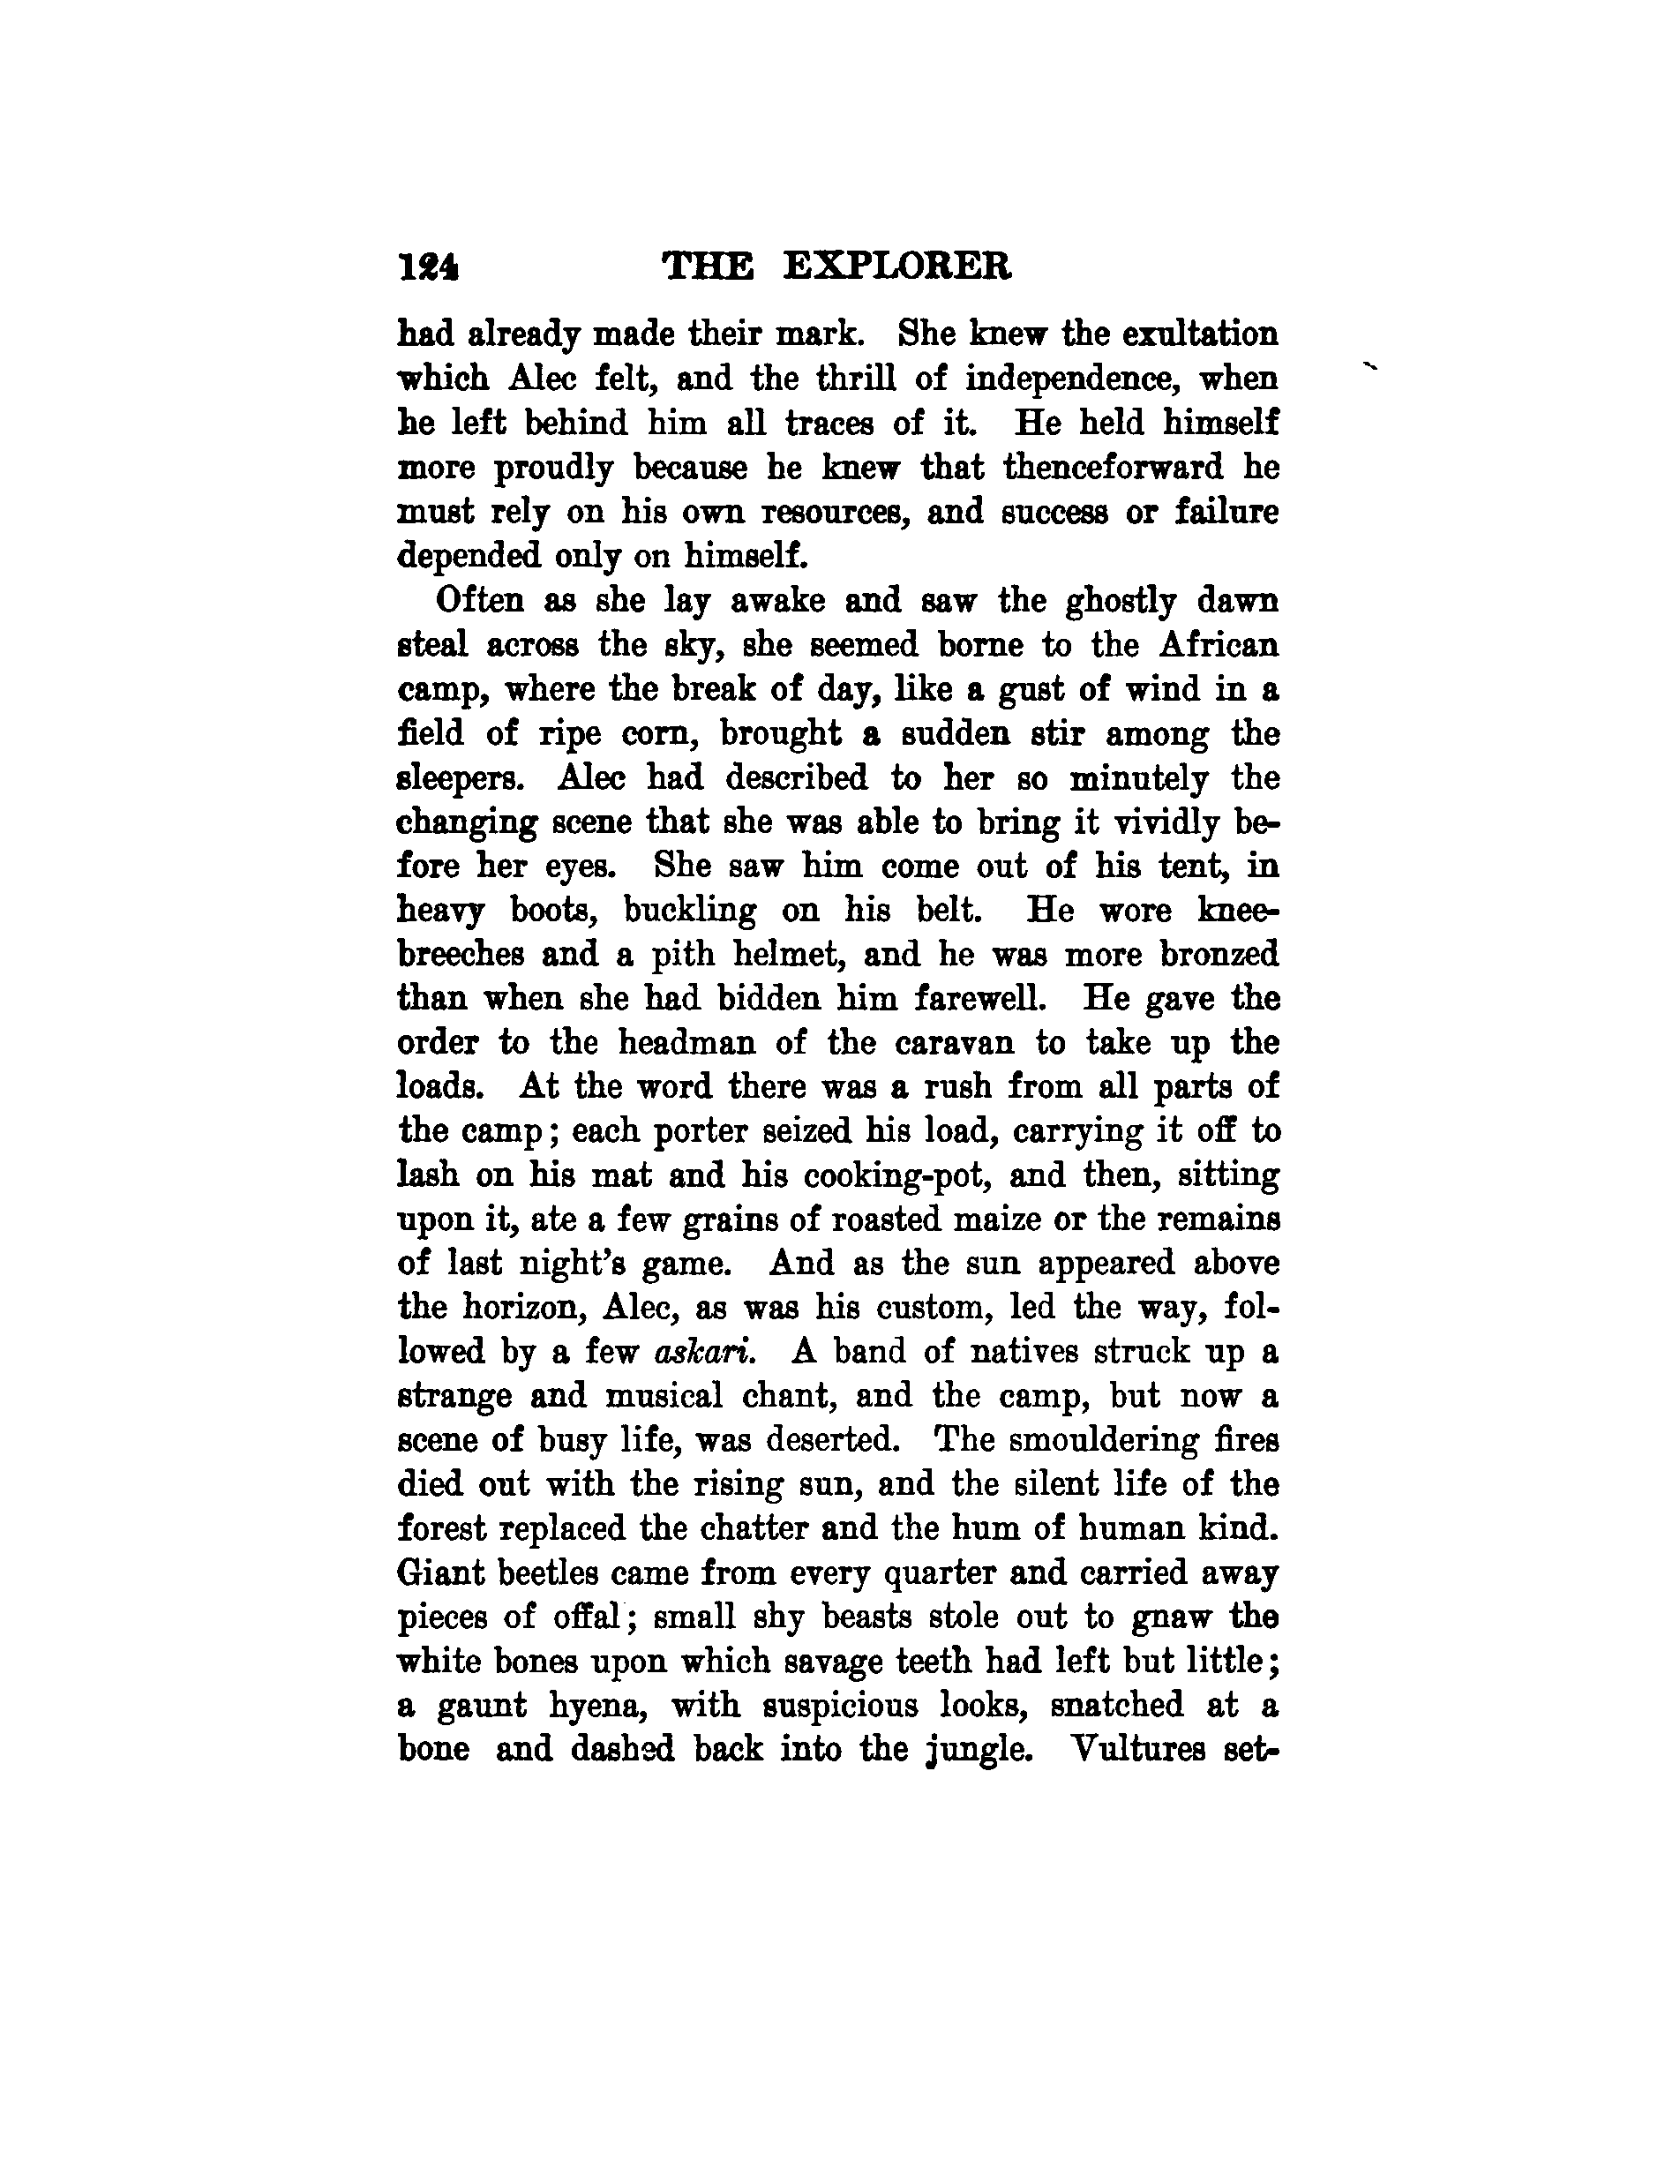 124 THE EXPLORER
had already made their mark. She knew the exultation
which Alec felt, and the thrill of independence, when
he left behind him all traces of it. He held himself
more proudly because he knew that thenceforward he
must rely on his own resources, and success or failure
depended only on himself.
Often as she lay awake and saw the ghostly dawn
steal across the sky, she seemed borne to the African
camp, where the break of day, like a gust of wind in a
field of ripe corn, brought a sudden stir among the
sleepers. Alec had described to her so minutely the
changing scene that she was able to bring it vividly be-
fore her eyes. She saw him come out of his tent, in
heavy boots, buckling on his belt. He wore knee-
breeches and a pith helmet, and he was more bronzed
than when she had bidden him farewell. He gave the
order to the headman of the caravan to take up the
loads. At the word there was a rush from all parts of
the camp; each porter seized his load, carrying it off to
lash on his mat and his cooking-pot, and then, sitting
upon it, ate a few grains of roasted maize or the remains
of last night's game. And as the sun appeared above
the horizon, Alec, as was his custom, led the way, fol-
lowed by a few askari. A band of natives struck up a
strange and musical chant, and the camp, but now a
scene of busy life, was deserted. The smouldering fires
died out with the rising sun, and the silent life of the
forest replaced the chatter and the hum of human kind.
Giant beetles came from every quarter and carried away
pieces of offal; small shy beasts stole out to gnaw the
white bones upon which savage teeth had left but little;
a gaunt hyena, with suspicious looks, snatched at a
bone and dashed back into the jungle. Vultures set-